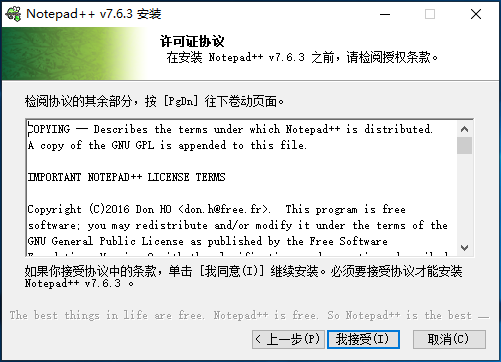 Notepad++ v7.6.3 安装
许可证协议
在安装 Notepad++ v7.6.3 之前，请检阅授权条款。
检阅协议的其余部分，按 [PgDn] 往下卷动页面。
COPYING —— Describes the terms under which Notepad++ is distributed.
A copy of the GNU GPL is appended to this file.
IMPORTANT NOTEPAD++ LICENSE TERMS
Copyright (C)2016 Don HO <don.h@free.fr>. This program is free
software; you may redistribute and/or modify it under the terms of the
GNU General Public License as published by the Free Software
如果你接受协议中的条款，单击 [我同意(I)] 继续安装。必须要接受协议才能安装
Notepad++ v7.6.3 。
The best things in life are free. Notepad++ is free. So Notepad++ is the best
< 上一步(P)
我接受(I)
取消(C)